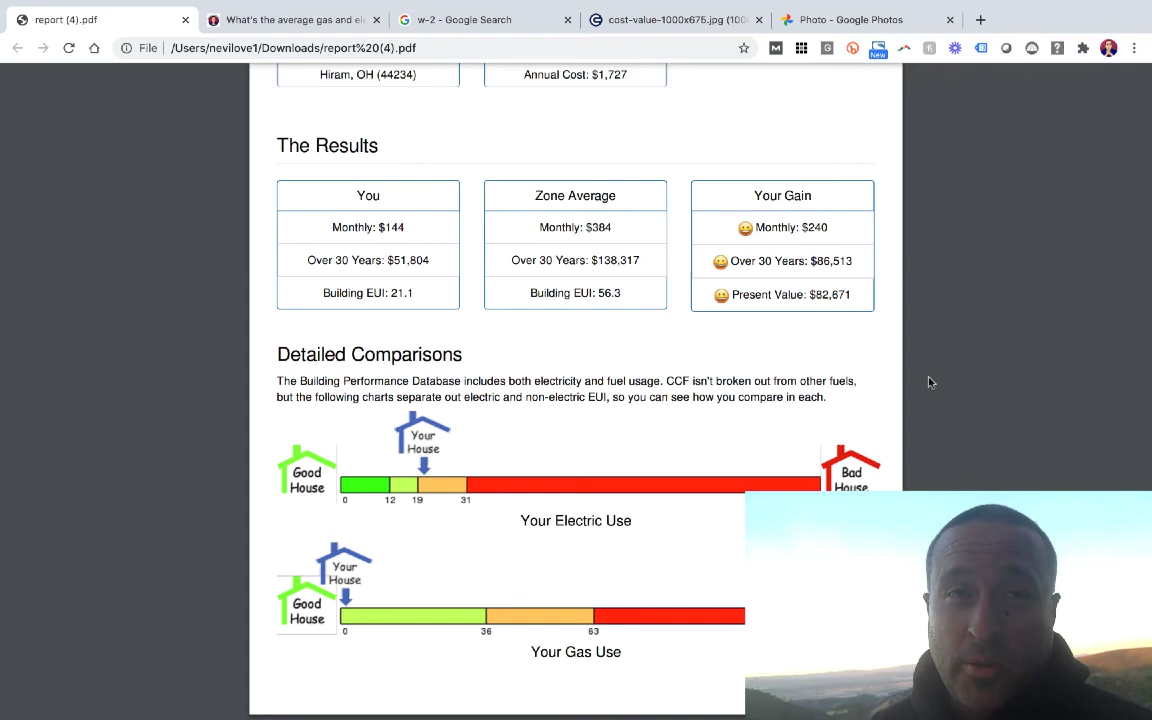 report (4).pdf
What's the average gas and ele
w-2 - Google Search
cost-value-1000x675.jpg (100
Photo - Google Photos
File
/Users/nevilove1/Downloads/report%20(4).pdf
New
Hiram, OH (44234)
Annual Cost: $1,727
The Results
You
Zone Average
Your Gain
Monthly: $144
Monthly: $384
Monthly: $240
Over 30 Years: $51,804
Over 30 Years: $138,317
Over 30 Years: $86,513
Building EUI: 21.1
Building EUI: 56.3
Present Value: $82,671
Detailed Comparisons
The Building Performance Database includes both electricity and fuel usage. CCF isn't broken out from other fuels,
but the following charts separate out electric and non-electric EUI, so you can see how you compare in each.
Your
House
Good
House
Bad
House
0 12 19 31
Your Electric Use
Your
House
Good
House
0 36 63
Your Gas Use